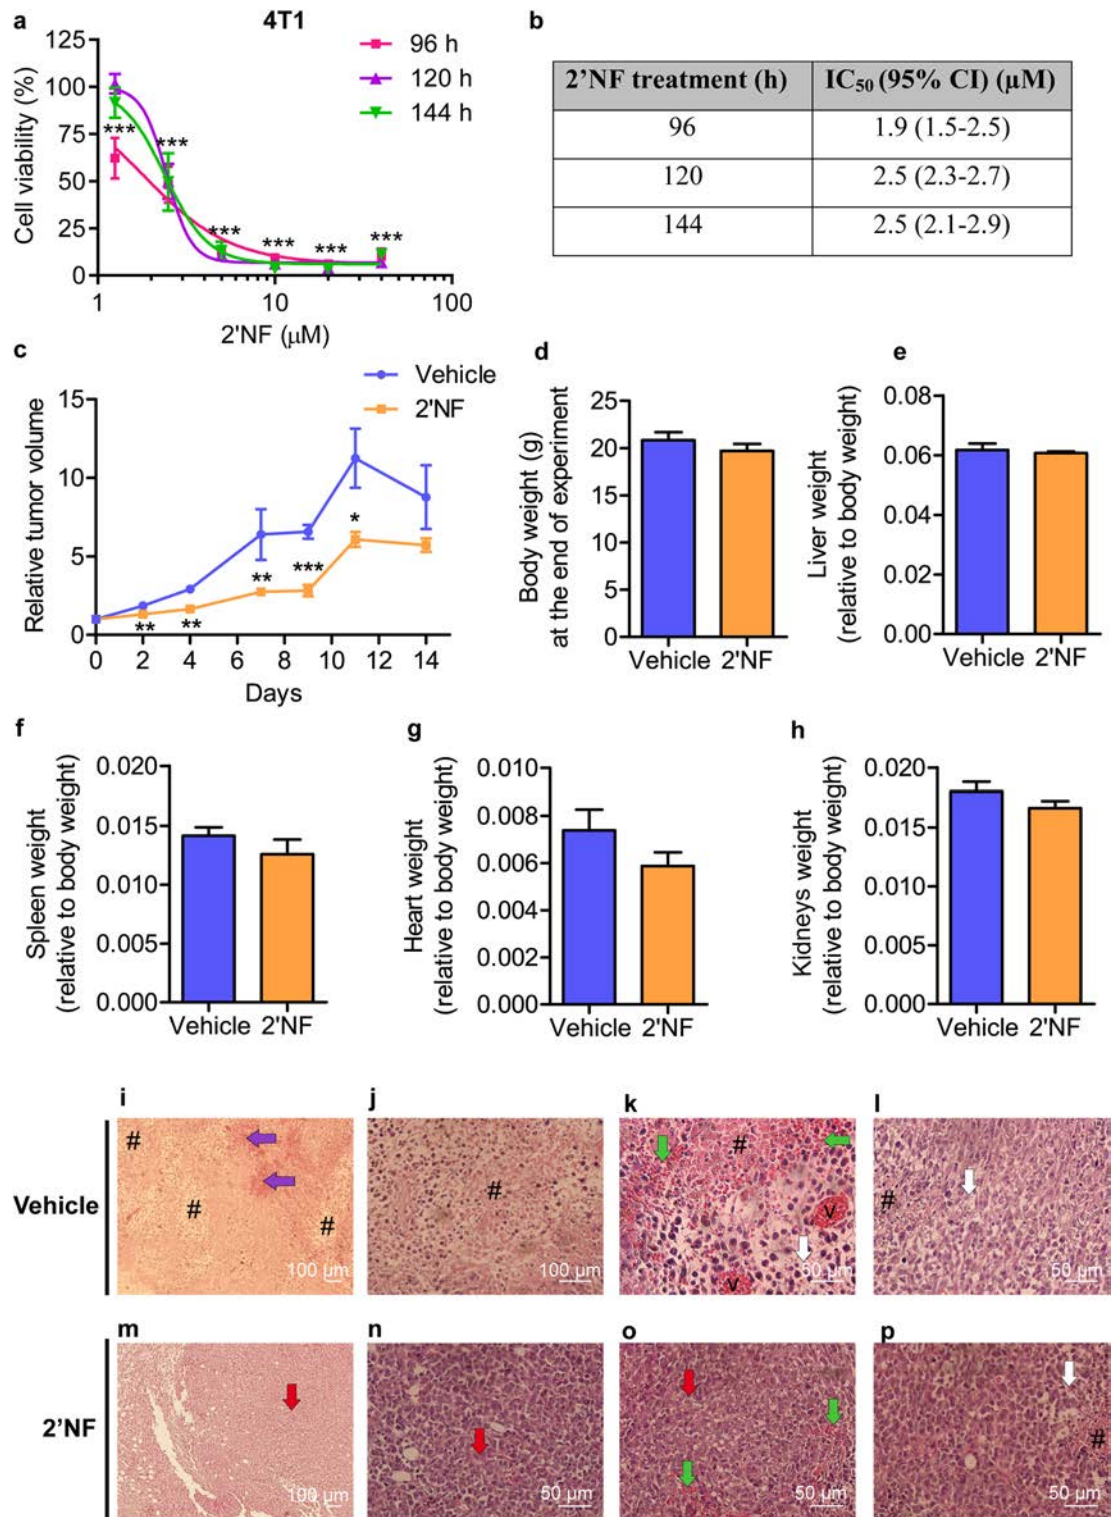 a
4T1
125
100
75
50
25
0
Cell viability (%)
1
10
100
2'NF (µM)
96 h
120 h
144 h
***
***
***
***
***
***
b
2’NF treatment (h) IC50 (95% CI) (µM)
96 1.9 (1.5-2.5)
120 2.5 (2.3-2.7)
144 2.5 (2.1-2.9)
c
Vehicle
2'NF
15
10
5
0
Relative tumor volume
0 2 4 6 8 10 12 14
Days
**
**
**
***
*
d
25
20
15
10
5
0
Body weight (g)
at the end of experiment
Vehicle 2'NF
e
0.08
0.06
0.04
0.02
0.00
Liver weight
(relative to body weight)
Vehicle 2'NF
f
0.020
0.015
0.010
0.005
0.000
Spleen weight
(relative to body weight)
Vehicle 2'NF
g
0.010
0.008
0.006
0.004
0.002
0.000
Heart weight
(relative to body weight)
Vehicle 2'NF
h
0.020
0.015
0.010
0.005
0.000
Kidneys weight
(relative to body weight)
Vehicle 2'NF
Vehicle
i
#
#
#
100 µm
j
#
100 µm
k
#
v
v
50 µm
l
#
50 µm
2’NF
m
100 µm
n
50 µm
o
50 µm
p
#
50 µm